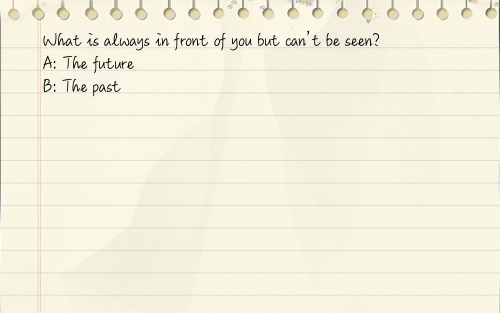 What is always in front of you but can't be seen?
A: The future
B: The past